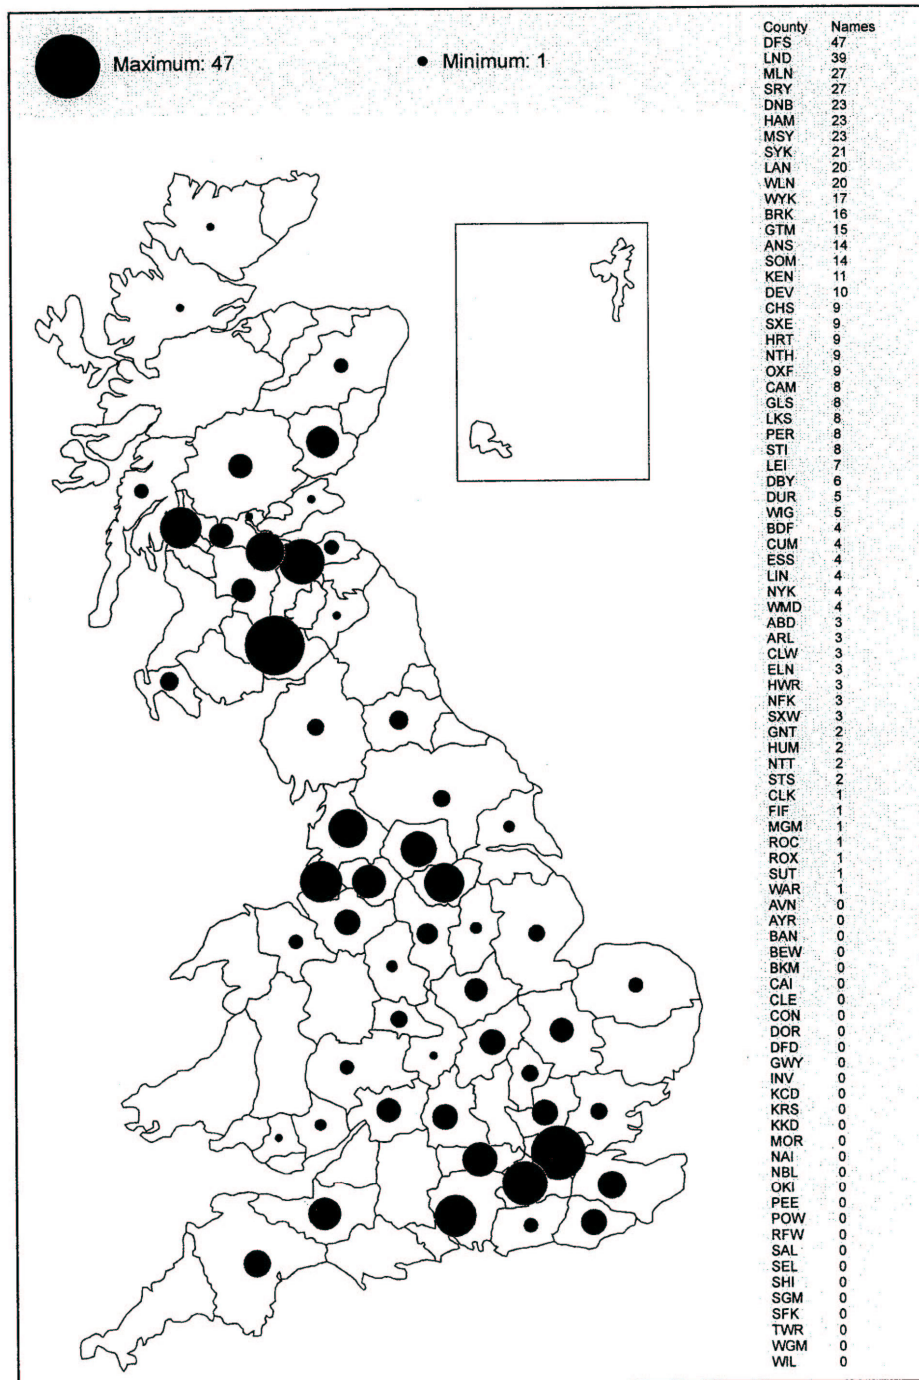 Maximum: 47
Minimum: 1
County Names
DFS 47
LND 39
MLN 27
SRY 27
DNB 23
HAM 23
MSY 23
SYK 21
LAN 20
WLN 20
WYK 17
BRK 16
GTM 15
ANS 14
SOM 14
KEN 11
DEV 10
CHS 9
SXE 9
HRT 9
NTH 9
OXF 9
CAM 8
GLS 8
LKS 8
PER 8
STI 8
LEI 7
DBY 6
DUR 5
WIG 5
BDF 4
CUM 4
ESS 4
LIN 4
NYK 4
WMD 4
ABD 3
ARL 3
CLW 3
ELN 3
HWR 3
NFK 3
SXW 3
GNT 2
HUM 2
NTT 2
STS 2
CLK 1
FIF 1
MGM 1
ROC 1
ROX 1
SUT 1
WAR 1
AVN 0
AYR 0
BAN 0
BEW 0
BKM 0
CAI 0
CLE 0
CON 0
DOR 0
DFD 0
GWY 0
INV 0
KCD 0
KRS 0
KKD 0
MOR 0
NAI 0
NBL 0
OKI 0
PEE 0
POW 0
RFW 0
SAL 0
SEL 0
SHI 0
SGM 0
SFK 0
TWR 0
WGM 0
WIL 0